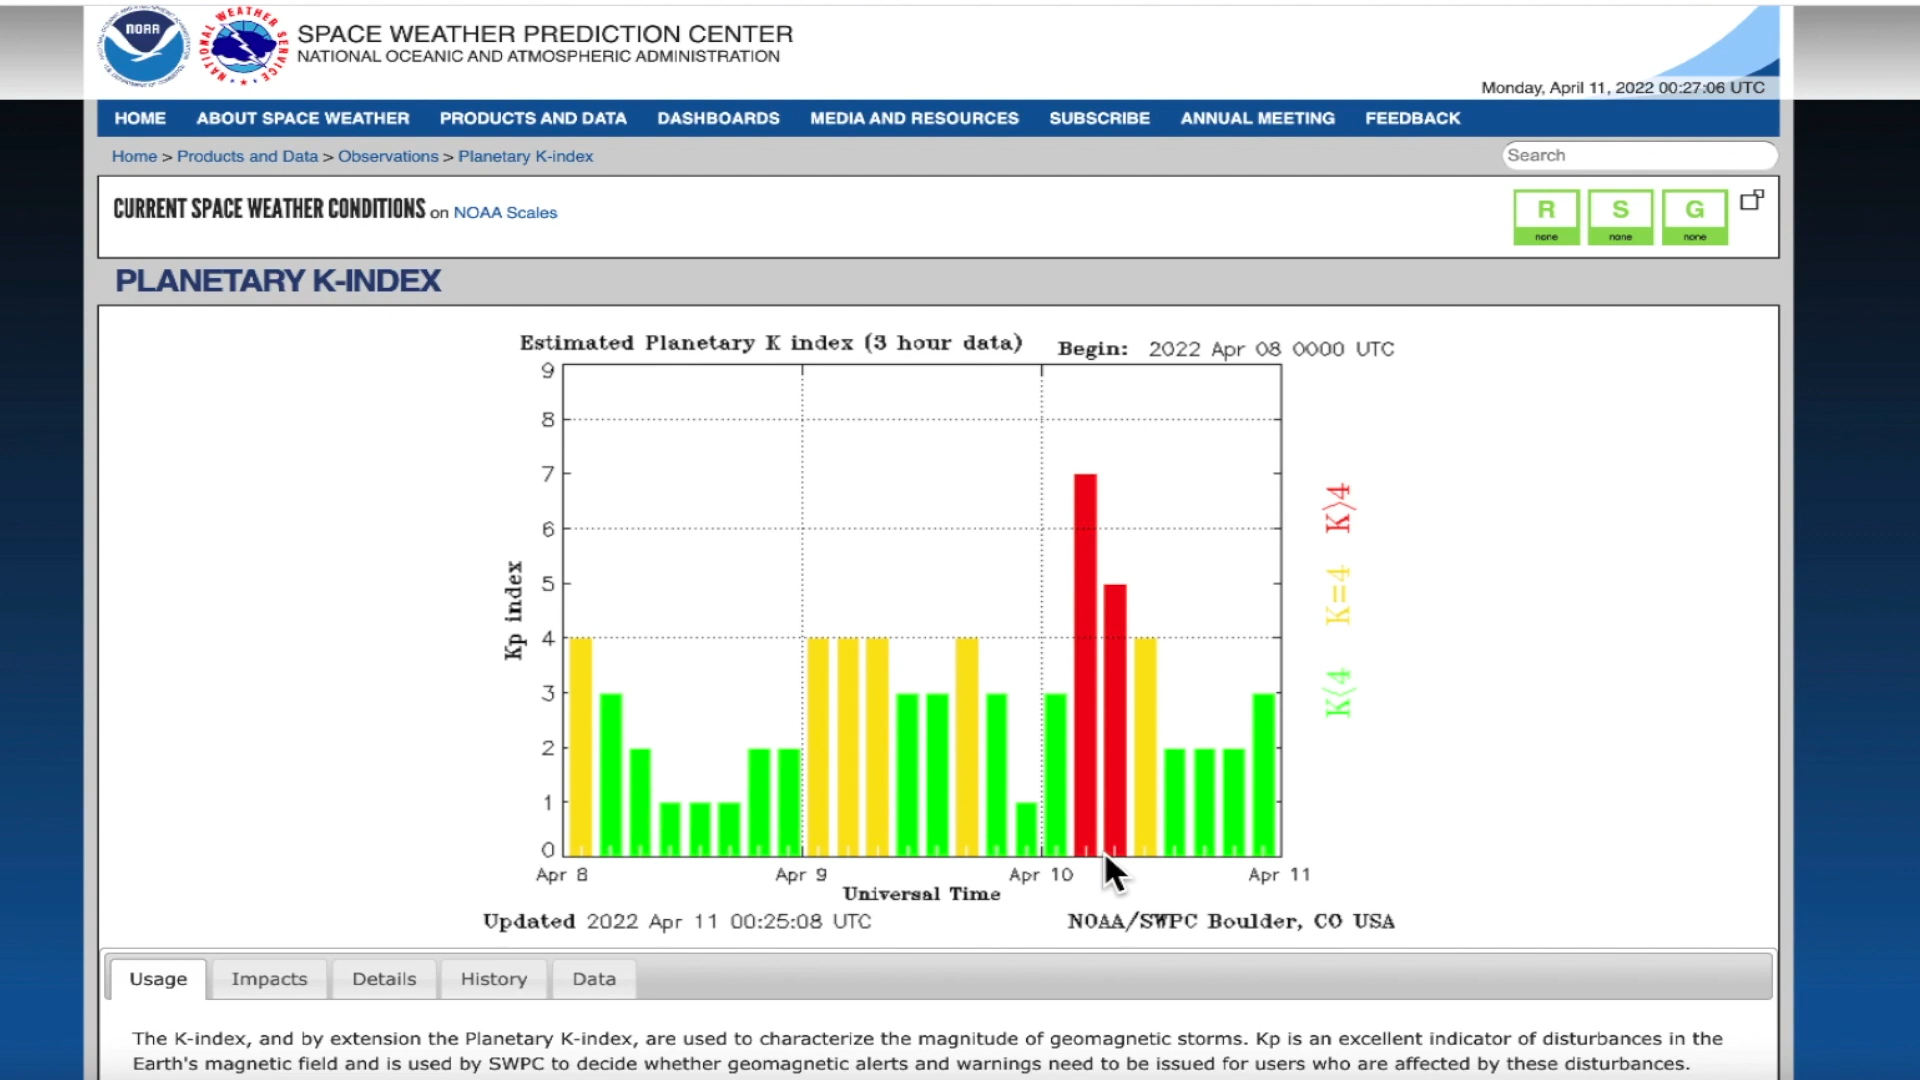 NOAA
NATIONAL WEATHER SERVICE
SPACE WEATHER PREDICTION CENTER
NATIONAL OCEANIC AND ATMOSPHERIC ADMINISTRATION
Monday, April 11, 2022 00:27:06 UTC
HOME ABOUT SPACE WEATHER PRODUCTS AND DATA DASHBOARDS MEDIA AND RESOURCES SUBSCRIBE ANNUAL MEETING FEEDBACK
Home > Products and Data > Observations > Planetary K-index
Search
CURRENT SPACE WEATHER CONDITIONS on NOAA Scales
R S G
none none none
PLANETARY K-INDEX
Estimated Planetary K index (3 hour data) Begin: 2022 Apr 08 0000 UTC
9
8
7
6
5
4
3
2
1
0
Kp index
K>4
K=4
K<4
Apr 8 Apr 9 Apr 10 Apr 11
Universal Time
Updated 2022 Apr 11 00:25:08 UTC NOAA/SWPC Boulder, CO USA
Usage Impacts Details History Data
The K-index, and by extension the Planetary K-index, are used to characterize the magnitude of geomagnetic storms. Kp is an excellent indicator of disturbances in the
Earth's magnetic field and is used by SWPC to decide whether geomagnetic alerts and warnings need to be issued for users who are affected by these disturbances.